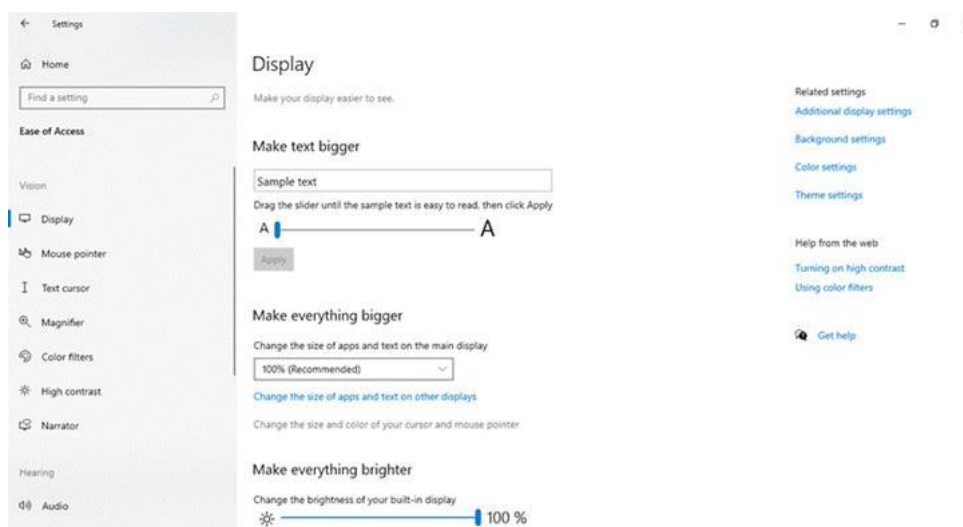 Settings
Home
Find a setting
Ease of Access
Vision
Display
Mouse pointer
Text cursor
Magnifier
Color filters
High contrast
Narrator
Hearing
Audio
Display
Make your display easier to see.
Make text bigger
Sample text
Drag the slider until the sample text is easy to read, then click Apply
A A
Apply
Make everything bigger
Change the size of apps and text on the main display
100% (Recommended)
Change the size of apps and text on other displays
Change the size and color of your cursor and mouse pointer
Make everything brighter
Change the brightness of your built-in display
100 %
Related settings
Additional display settings
Background settings
Color settings
Theme settings
Help from the web
Turning on high contrast
Using color filters
Get help